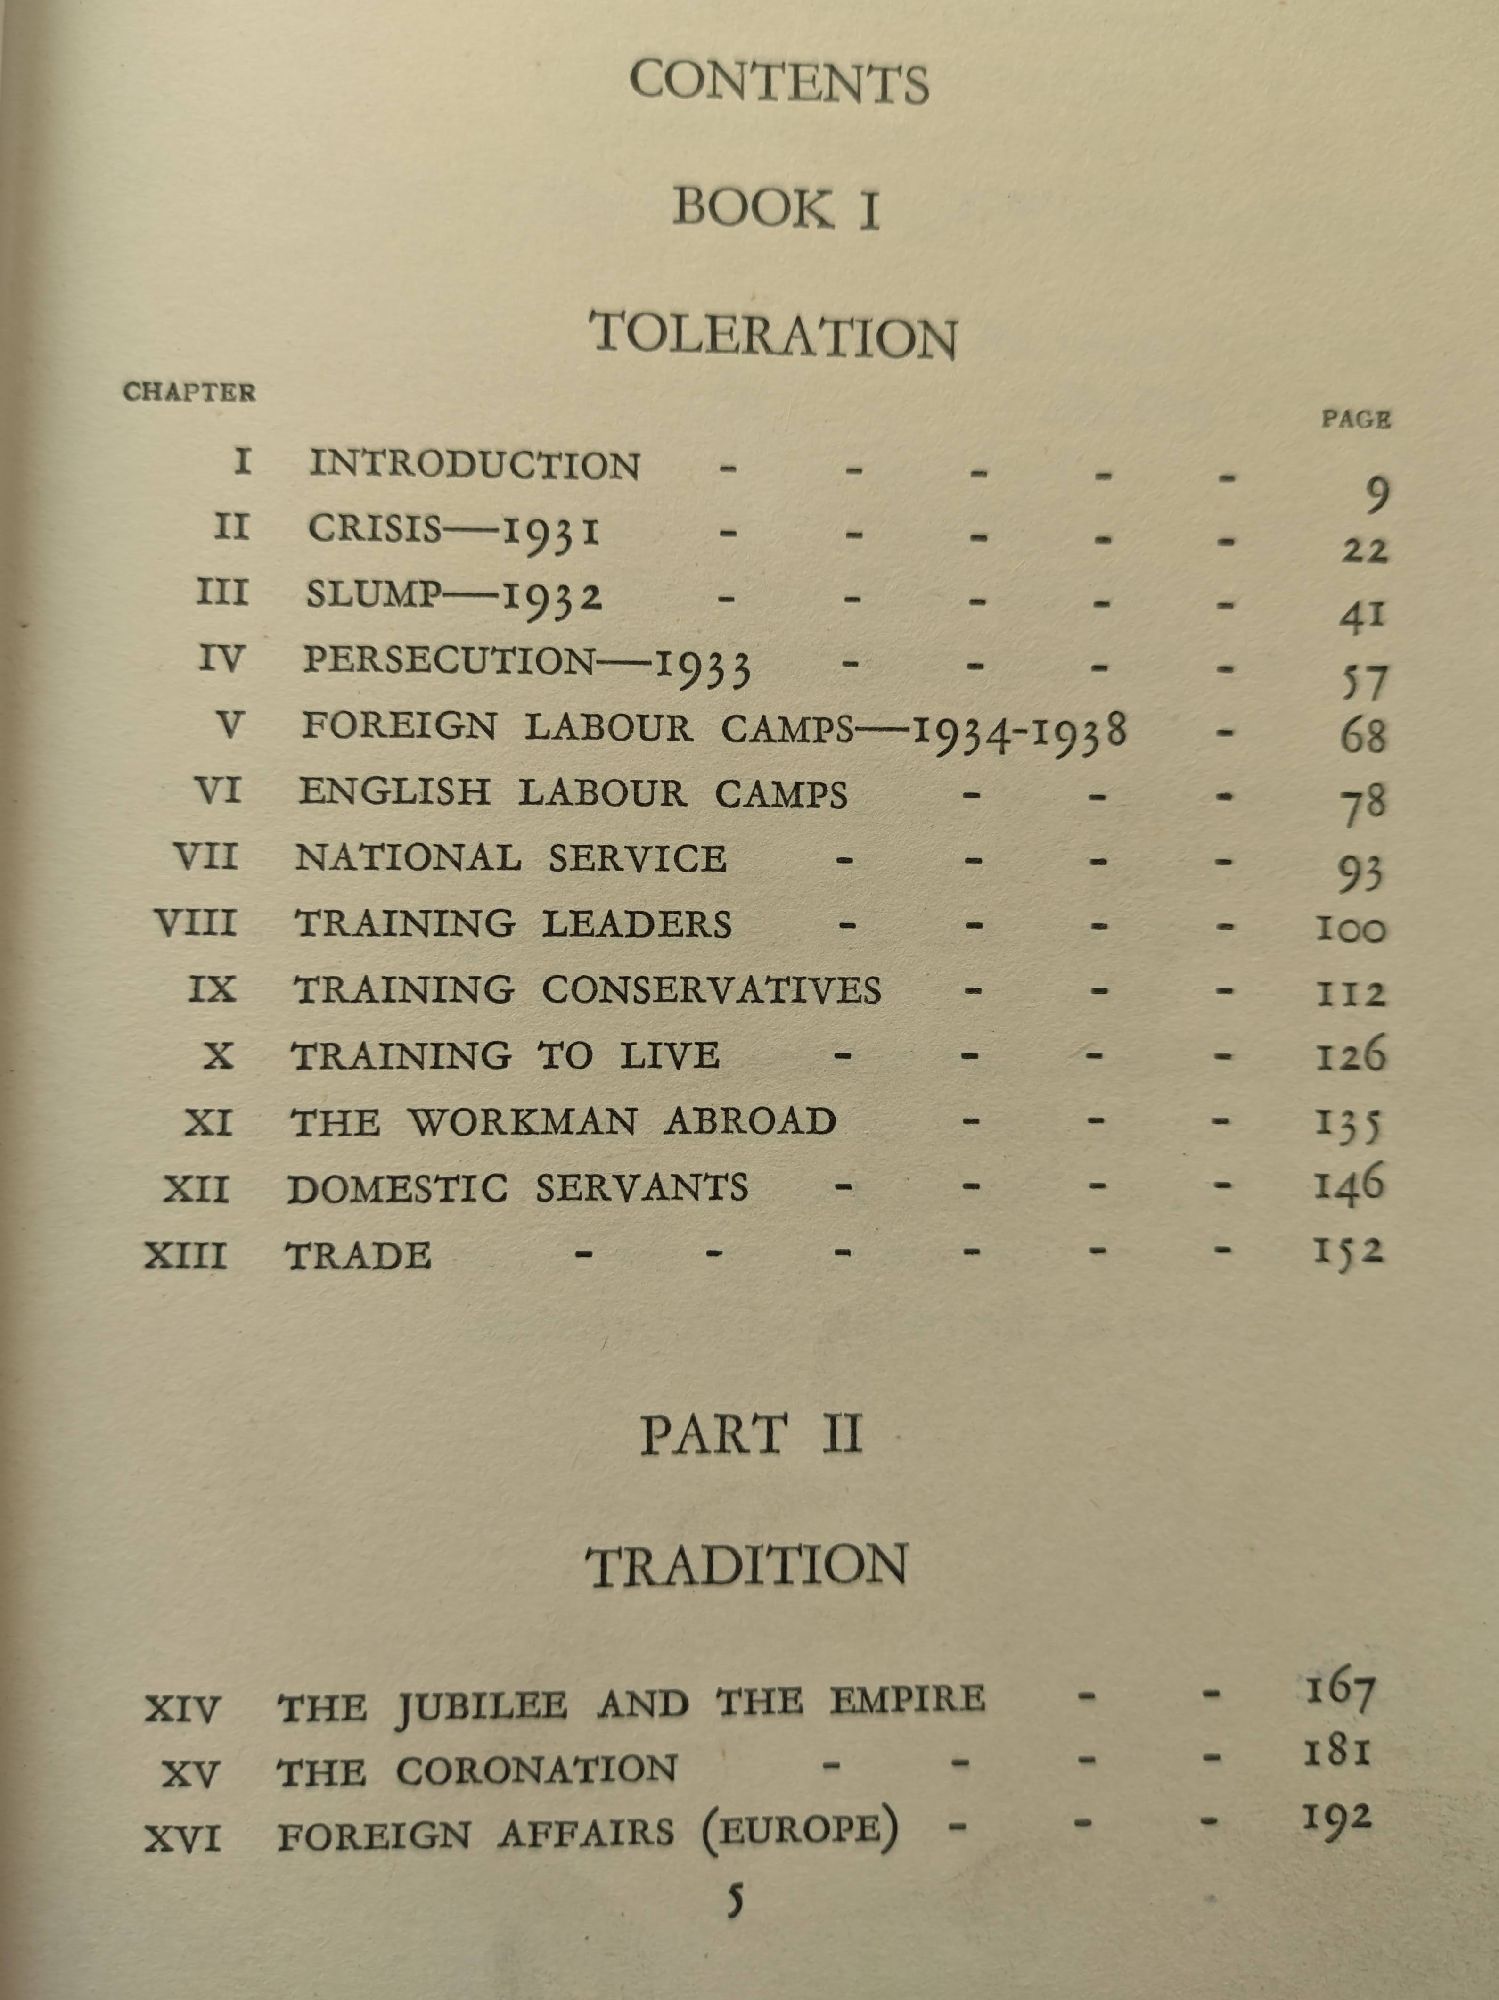 CONTENTS
BOOK I
TOLERATION
CHAPTER PAGE
I INTRODUCTION - - - - - 9
II CRISIS—1931 - - - - - 22
III SLUMP—1932 - - - - - 41
IV PERSECUTION—1933 - - - - 57
V FOREIGN LABOUR CAMPS—1934-1938 - 68
VI ENGLISH LABOUR CAMPS - - - 78
VII NATIONAL SERVICE - - - - 93
VIII TRAINING LEADERS - - - - 100
IX TRAINING CONSERVATIVES - - - 112
X TRAINING TO LIVE - - - - 126
XI THE WORKMAN ABROAD - - - 135
XII DOMESTIC SERVANTS - - - - 146
XIII TRADE - - - - - - 152
PART II
TRADITION
XIV THE JUBILEE AND THE EMPIRE - - 167
XV THE CORONATION - - - - 181
XVI FOREIGN AFFAIRS (EUROPE) - - - 192
5